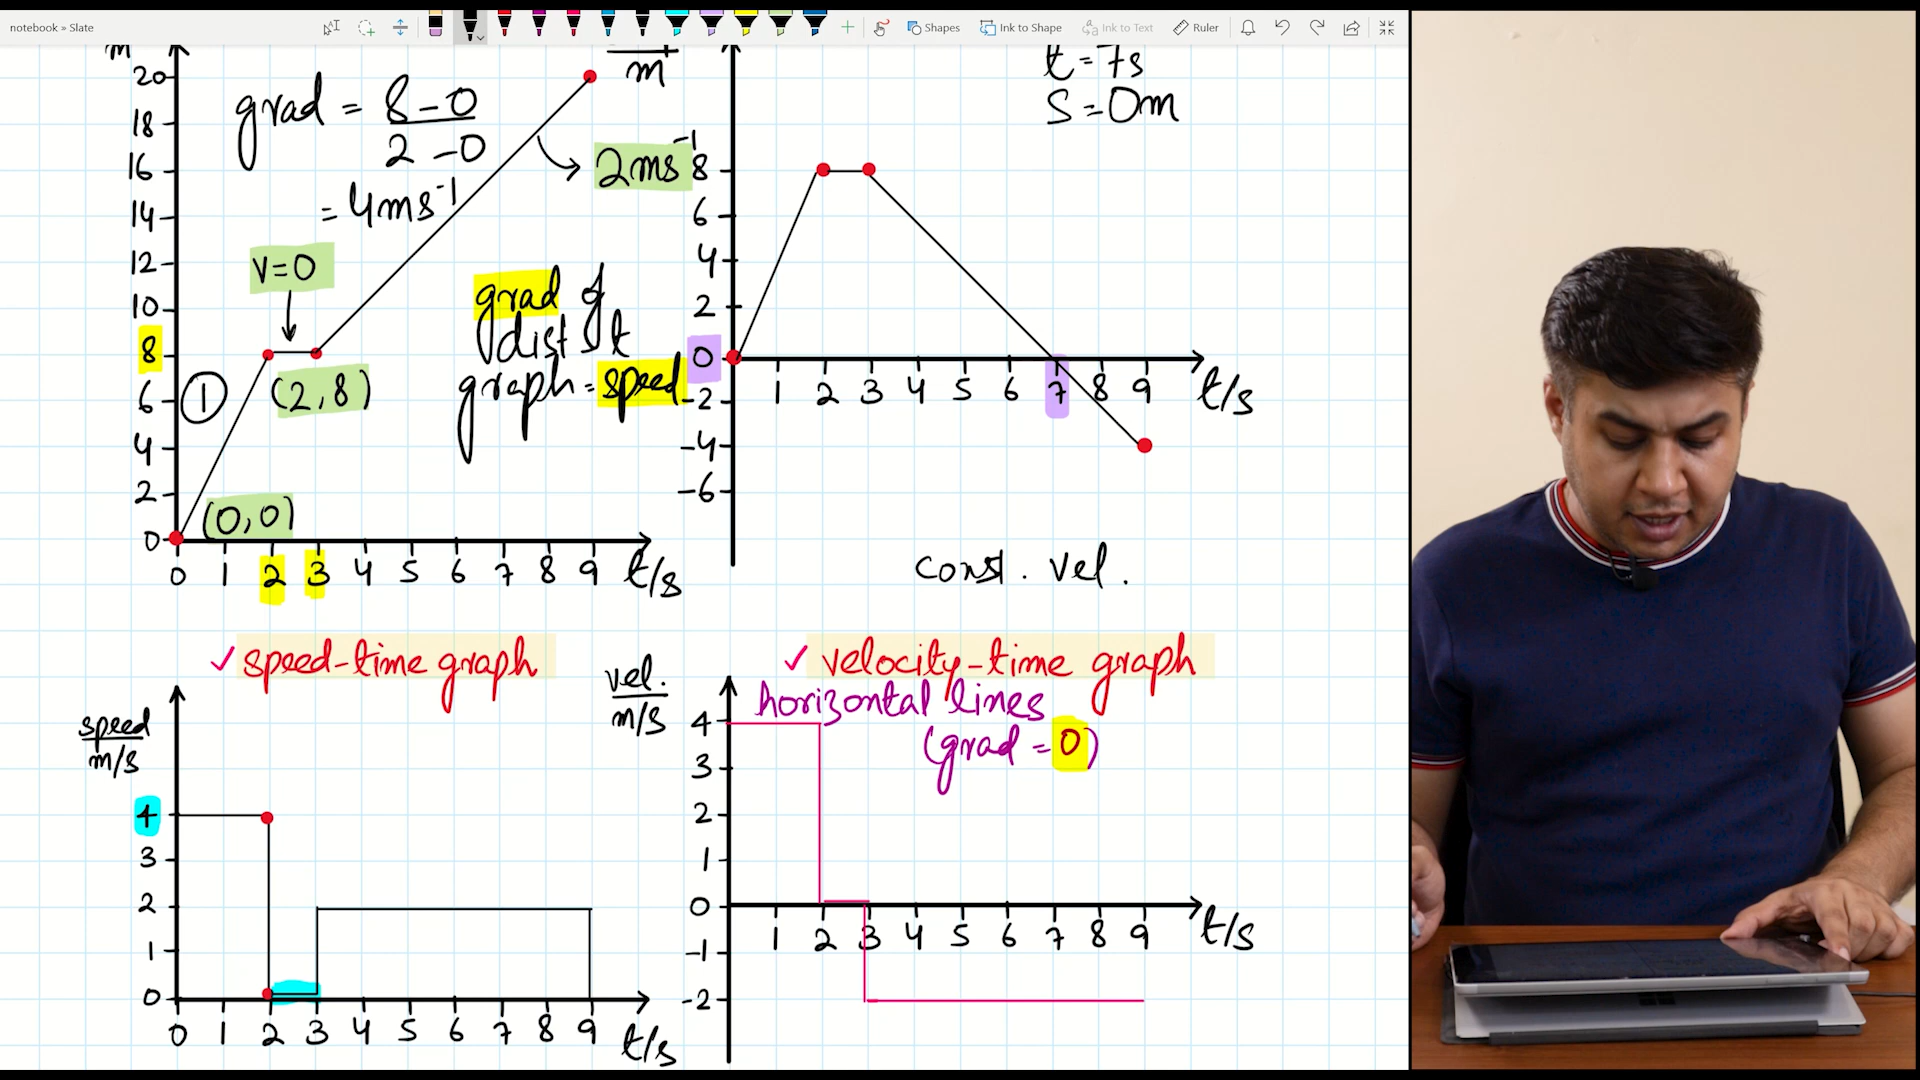 notebook » Slate
Shapes
Ink to Shape
Ink to Text
Ruler
m
20
18
16
14
12
10
8
6
4
2
0
0 1 2 3 4 5 6 7 8 9 t/s
grad = 8-0
2-0
= 4ms⁻¹
2ms⁻¹
v=0
①
(2,8)
(0,0)
grad of
dist t
graph = speed
m
t=7s
S=0m
8
6
4
2
0
-2
-4
-6
1 2 3 4 5 6 7 8 9 t/s
const. vel.
✓ speed-time graph
speed
m/s
4
3
2
1
0
0 1 2 3 4 5 6 7 8 9 t/s
✓ velocity-time graph
vel.
m/s
horizontal lines
(grad = 0)
4
3
2
1
0
-1
-2
1 2 3 4 5 6 7 8 9 t/s